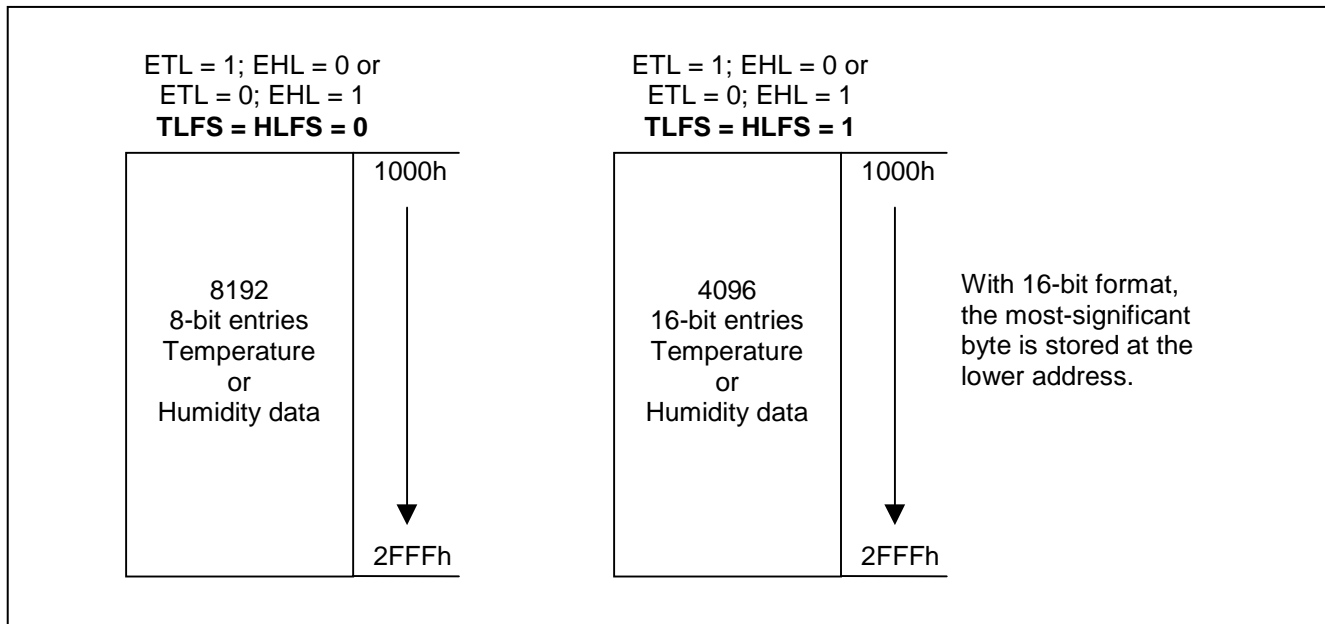 ETL = 1; EHL = 0 or
ETL = 0; EHL = 1
TLFS = HLFS = 0
1000h
8192
8-bit entries
Temperature
or
Humidity data
2FFFh
ETL = 1; EHL = 0 or
ETL = 0; EHL = 1
TLFS = HLFS = 1
1000h
4096
16-bit entries
Temperature
or
Humidity data
2FFFh
With 16-bit format,
the most-significant
byte is stored at the
lower address.